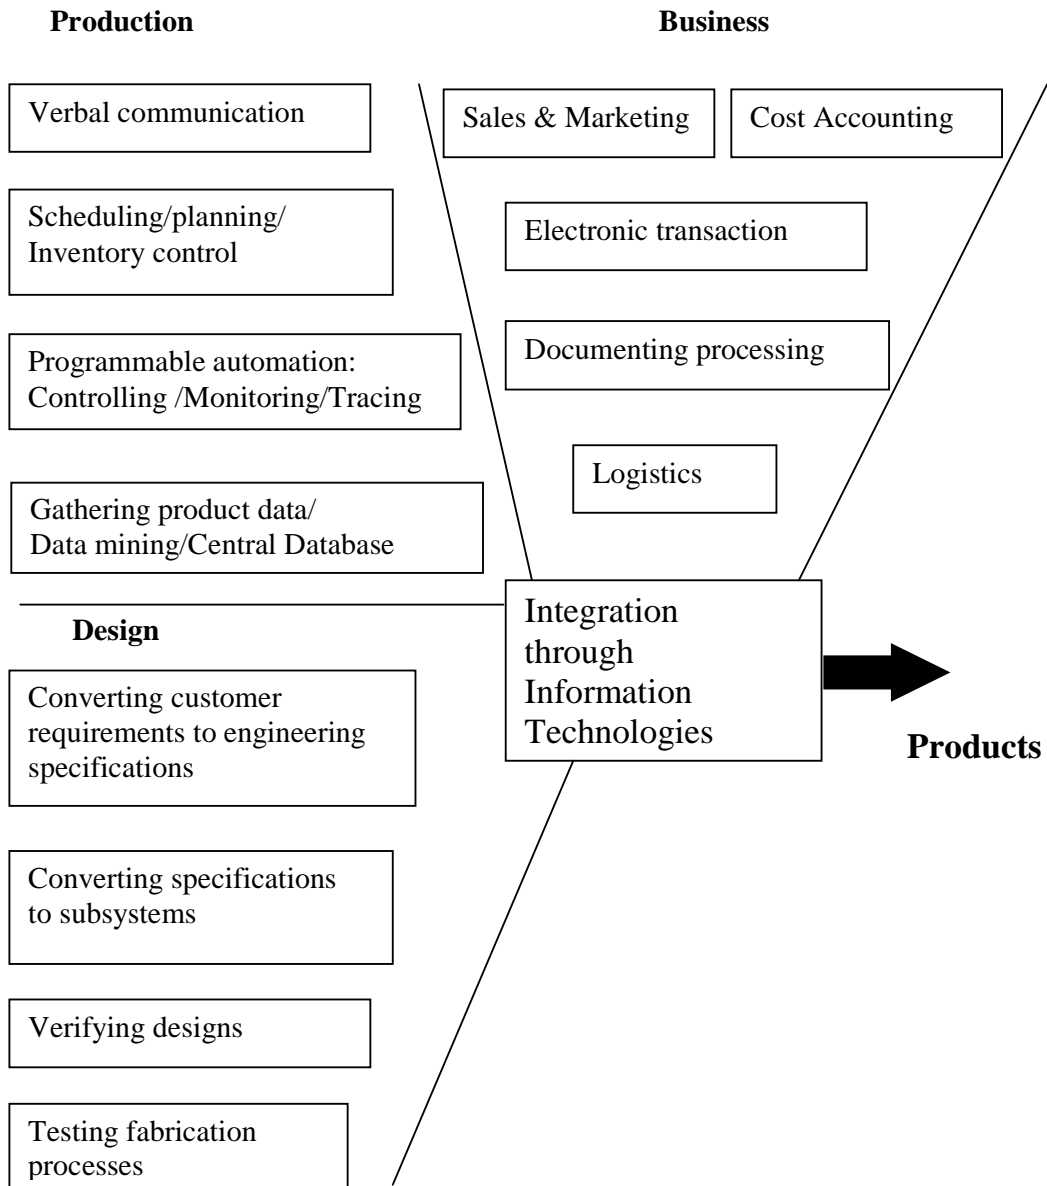 Production
Business
Verbal communication
Sales & Marketing
Cost Accounting
Scheduling/planning/
Inventory control
Electronic transaction
Programmable automation:
Controlling /Monitoring/Tracing
Documenting processing
Logistics
Gathering product data/
Data mining/Central Database
Integration
through
Information
Technologies
Products
Design
Converting customer
requirements to engineering
specifications
Converting specifications
to subsystems
Verifying designs
Testing fabrication
processes